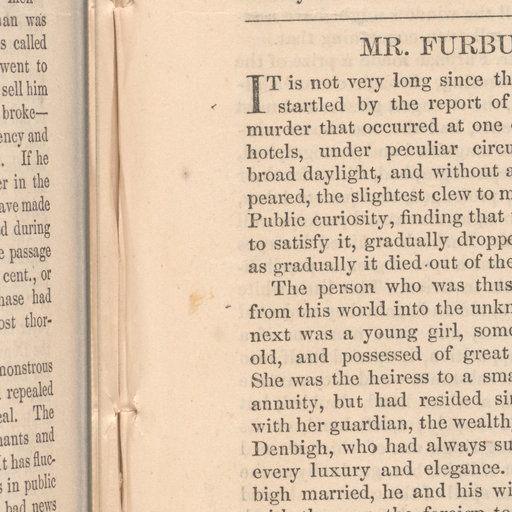 an was
s called
went to
sell him
broke—
ency and
. If he
er in the
ave made
d during
e passage
cent., or
hase had
ost thor-
monstrous
repealed
eal. The
hants and
It has fluc-
s in public
bad news
MR. FURBU
IT is not very long since th
startled by the report of
murder that occurred at one
hotels, under peculiar circu
broad daylight, and without a
peared, the slightest clew to m
Public curiosity, finding that
to satisfy it, gradually droppe
as gradually it died out of the
The person who was thus
from this world into the unkn
next was a young girl, some
old, and possessed of great
She was the heiress to a sma
annuity, but had resided sin
with her guardian, the wealth
Denbigh, who had always su
every luxury and elegance.
bigh married, he and his wi